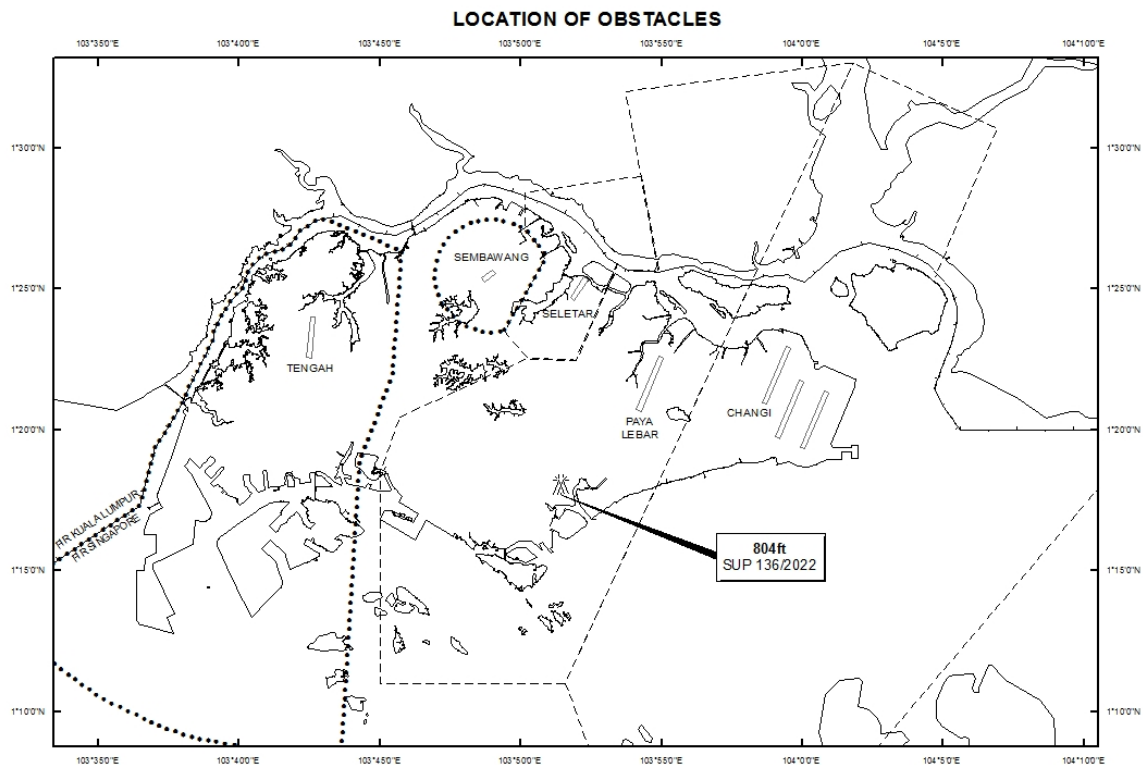 LOCATION OF OBSTACLES
103°35'0"E 103°40'0"E 103°45'0"E 103°50'0"E 103°55'0"E 104°0'0"E 104°5'0"E 104°10'0"E
1°30'0"N 1°30'0"N
SEMBAWANG
1°25'0"N 1°25'0"N
SELETAR
TENGAH
CHANGI
PAYA
LEBAR
1°20'0"N 1°20'0"N
FIR KUALA LUMPUR
FIR SINGAPORE
804ft
SUP 136/2022
1°15'0"N 1°15'0"N
1°10'0"N 1°10'0"N
103°35'0"E 103°40'0"E 103°45'0"E 103°50'0"E 103°55'0"E 104°0'0"E 104°5'0"E 104°10'0"E